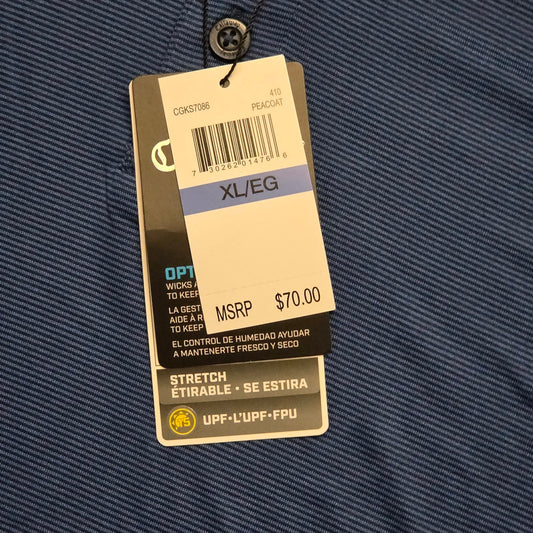 CGKS7086
410
PEACOAT
7 30262 01476 6
XL/EG
MSRP $70.00
OPT
WICKS A
TO KEEP
LA GEST
AIDE À R
TO KEEP
EL CONTROL DE HUMEDAD AYUDAR
A MANTENERTE FRESCO Y SECO
STRETCH
ÉTIRABLE • SE ESTIRA
UPF•L'UPF•FPU